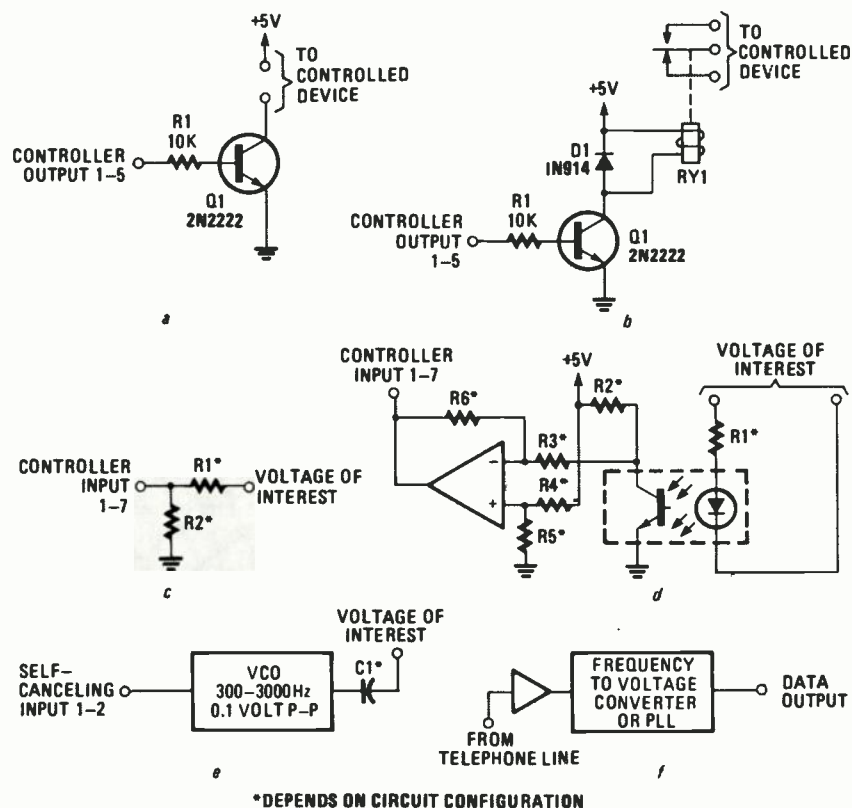 +5V
TO
CONTROLLED
DEVICE
R1
10K
CONTROLLER
OUTPUT 1–5
Q1
2N2222
a
TO
CONTROLLED
DEVICE
+5V
D1
IN914
RY1
R1
10K
CONTROLLER
OUTPUT
1–5
Q1
2N2222
b
CONTROLLER
INPUT
1–7
R1*
VOLTAGE OF
INTEREST
R2*
c
CONTROLLER
INPUT 1–7
+5V
VOLTAGE OF
INTEREST
R6*
R2*
R1*
R3*
−
R4*
+
R5*
d
VOLTAGE OF
INTEREST
SELF–
CANCELING
INPUT 1–2
VCO
300–3000Hz
0.1 VOLT P–P
C1*
e
FROM
TELEPHONE LINE
FREQUENCY
TO VOLTAGE
CONVERTER
OR PLL
DATA
OUTPUT
f
*DEPENDS ON CIRCUIT CONFIGURATION